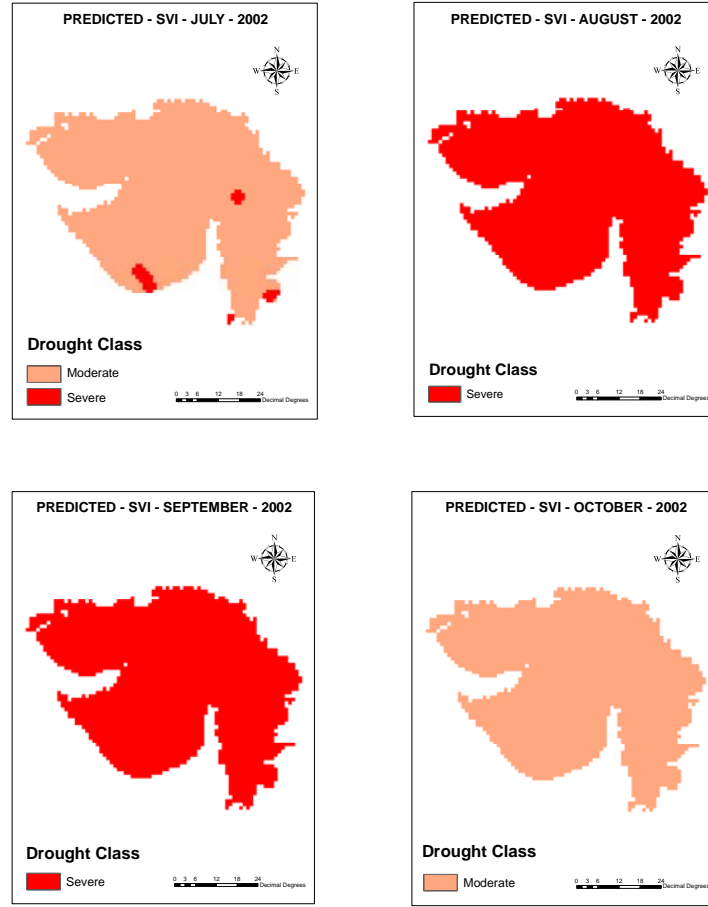 PREDICTED - SVI - JULY - 2002
N
W E
S
Drought Class
Moderate
Severe
0 3 6 12 18 24
Decimal Degrees
PREDICTED - SVI - AUGUST - 2002
N
W E
S
Drought Class
Severe
0 3 6 12 18 24
Decimal Degrees
PREDICTED - SVI - SEPTEMBER - 2002
N
W E
S
Drought Class
Severe
0 3 6 12 18 24
Decimal Degrees
PREDICTED - SVI - OCTOBER - 2002
N
W E
S
Drought Class
Moderate
0 3 6 12 18 24
Decimal Degrees